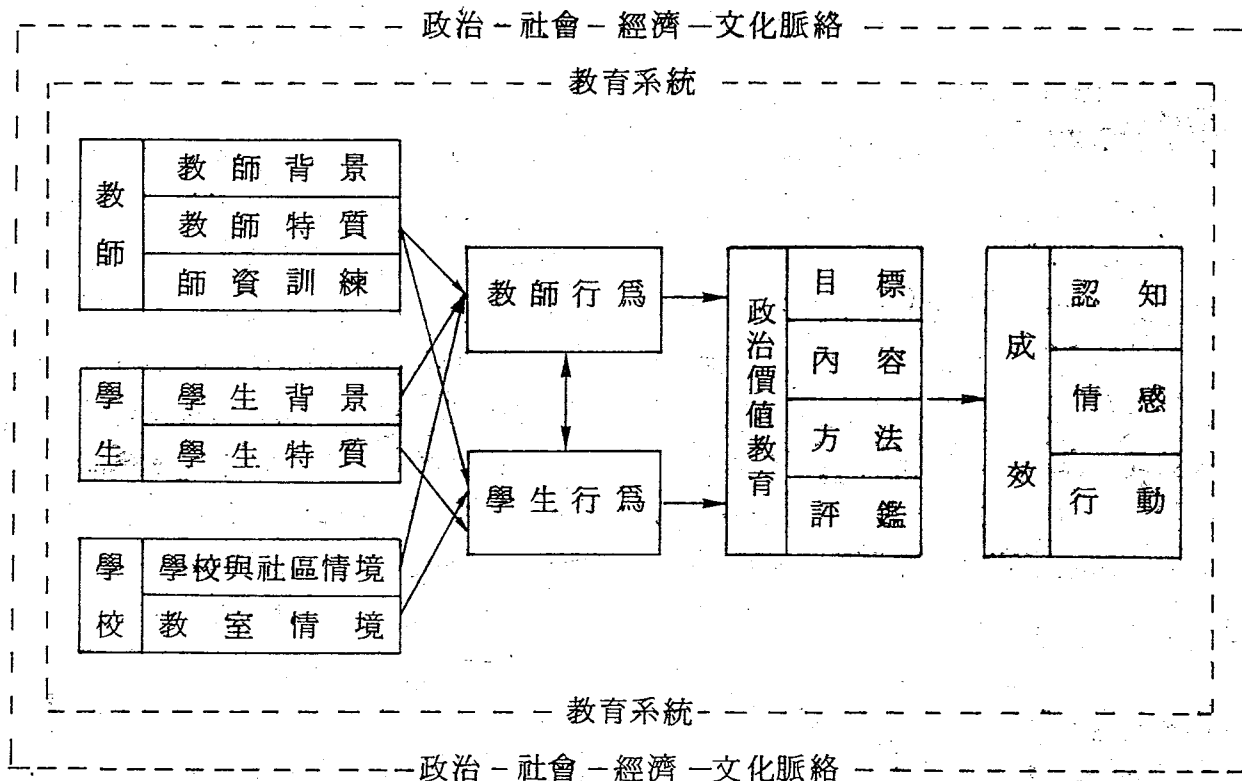 政治－社會－經濟－文化脈絡
教育系統
教師
教師背景
教師特質
師資訓練
學生
學生背景
學生特質
學校
學校與社區情境
教室情境
教師行爲
學生行爲
政治價値教育
目標
內容
方法
評鑑
成效
認知
情感
行動
教育系統
政治－社會－經濟－文化脈絡